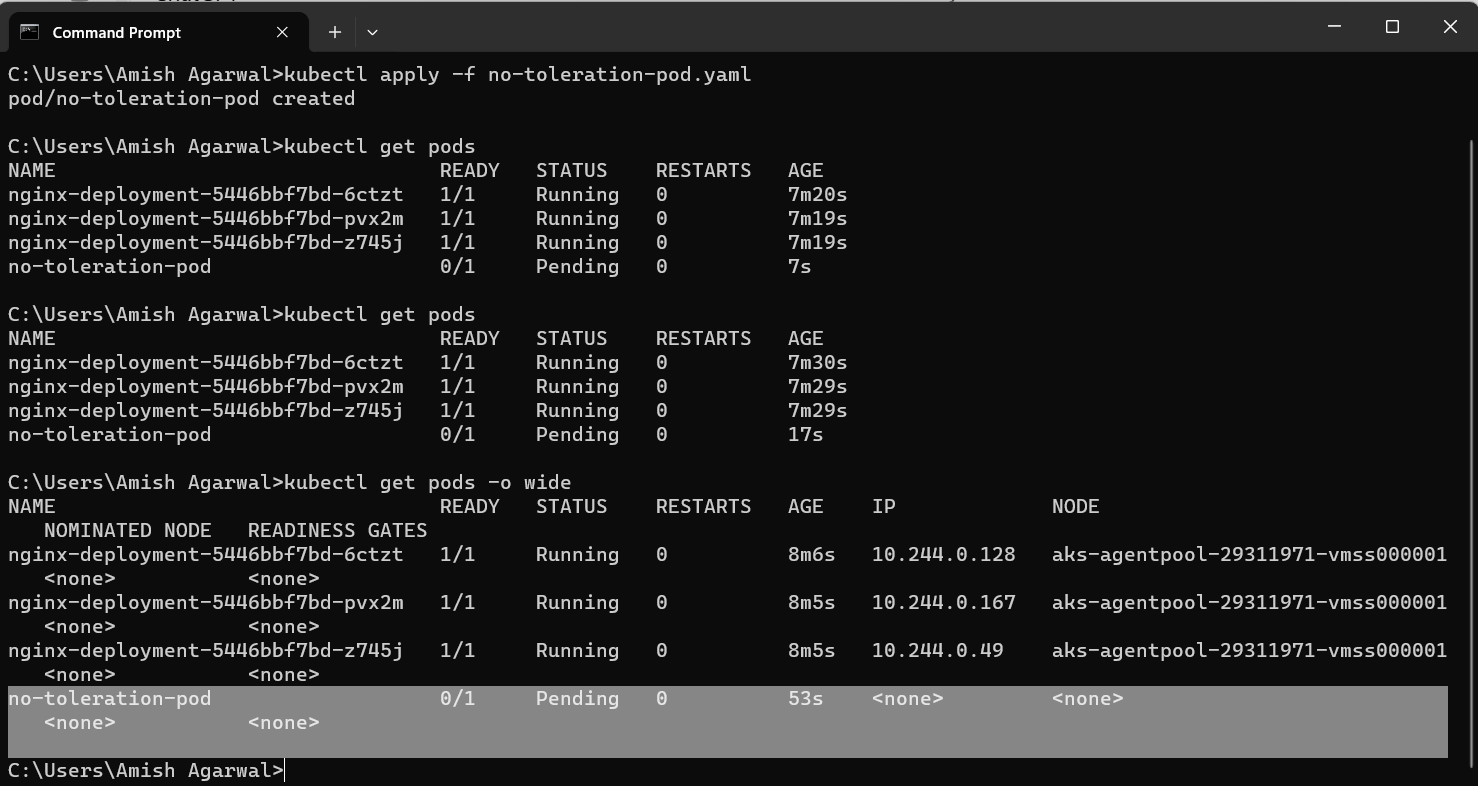 Command Prompt
C:\Users\Amish Agarwal>kubectl apply -f no-toleration-pod.yaml
pod/no-toleration-pod created
C:\Users\Amish Agarwal>kubectl get pods
NAME READY STATUS RESTARTS AGE
nginx-deployment-5446bbf7bd-6ctzt 1/1 Running 0 7m20s
nginx-deployment-5446bbf7bd-pvx2m 1/1 Running 0 7m19s
nginx-deployment-5446bbf7bd-z745j 1/1 Running 0 7m19s
no-toleration-pod 0/1 Pending 0 7s
C:\Users\Amish Agarwal>kubectl get pods
NAME READY STATUS RESTARTS AGE
nginx-deployment-5446bbf7bd-6ctzt 1/1 Running 0 7m30s
nginx-deployment-5446bbf7bd-pvx2m 1/1 Running 0 7m29s
nginx-deployment-5446bbf7bd-z745j 1/1 Running 0 7m29s
no-toleration-pod 0/1 Pending 0 17s
C:\Users\Amish Agarwal>kubectl get pods -o wide
NAME READY STATUS RESTARTS AGE IP NODE
NOMINATED NODE READINESS GATES
nginx-deployment-5446bbf7bd-6ctzt 1/1 Running 0 8m6s 10.244.0.128 aks-agentpool-29311971-vmss000001
<none> <none>
nginx-deployment-5446bbf7bd-pvx2m 1/1 Running 0 8m5s 10.244.0.167 aks-agentpool-29311971-vmss000001
<none> <none>
nginx-deployment-5446bbf7bd-z745j 1/1 Running 0 8m5s 10.244.0.49 aks-agentpool-29311971-vmss000001
<none> <none>
no-toleration-pod 0/1 Pending 0 53s <none> <none>
<none> <none>
C:\Users\Amish Agarwal>